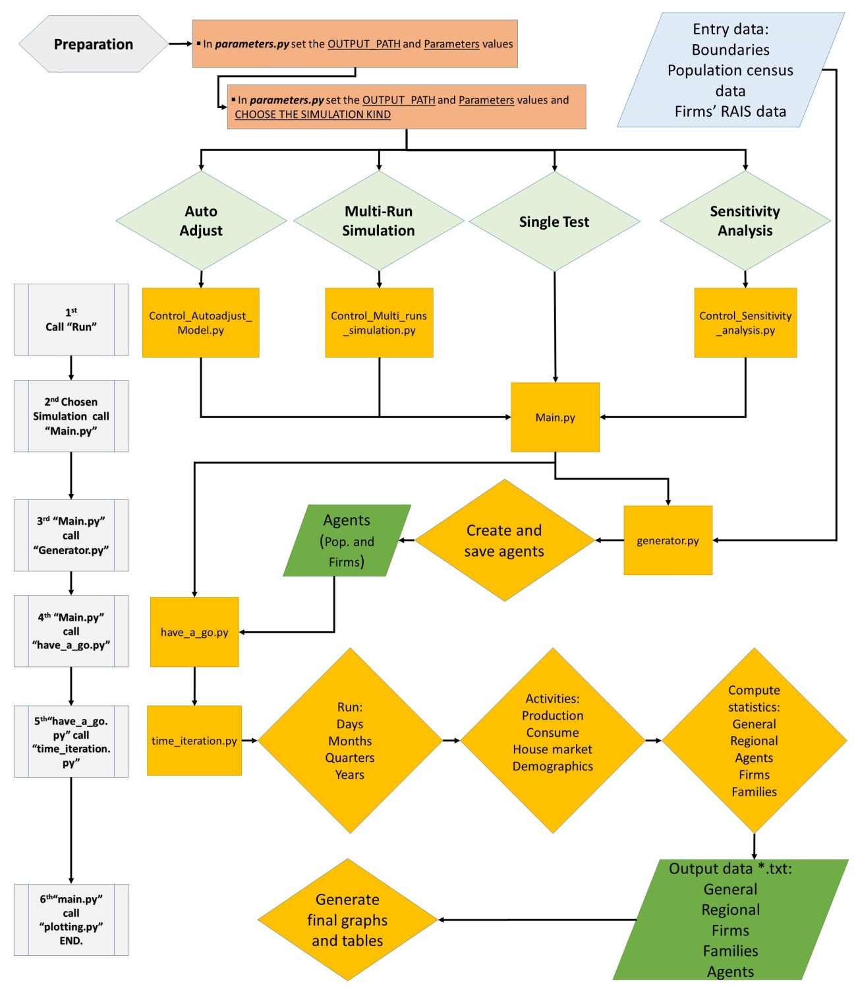 Preparation
▪ In parameters.py set the OUTPUT_PATH and Parameters values
▪ In parameters.py set the OUTPUT_PATH and Parameters values and
CHOOSE THE SIMULATION KIND
Entry data:
Boundaries
Population census
data
Firms’ RAIS data
Auto
Adjust
Multi-Run
Simulation
Single Test
Sensitivity
Analysis
1st
Call “Run”
Control_Autoadjust_
Model.py
Control_Multi_runs
_simulation.py
Control_Sensitivity
_analysis.py
2nd Chosen
Simulation call
“Main.py”
Main.py
3rd “Main.py”
call
“Generator.py”
Agents
(Pop. and
Firms)
Create and
save agents
generator.py
4th “Main.py”
call
“have_a_go.py”
have_a_go.py
5th“have_a_go.
py” call
“time_iteration.
py”
time_iteration.py
Run:
Days
Months
Quarters
Years
Activities:
Production
Consume
House market
Demographics
Compute
statistics:
General
Regional
Agents
Firms
Families
6th“main.py”
call
“plotting.py”
END.
Generate
final graphs
and tables
Output data *.txt:
General
Regional
Firms
Families
Agents